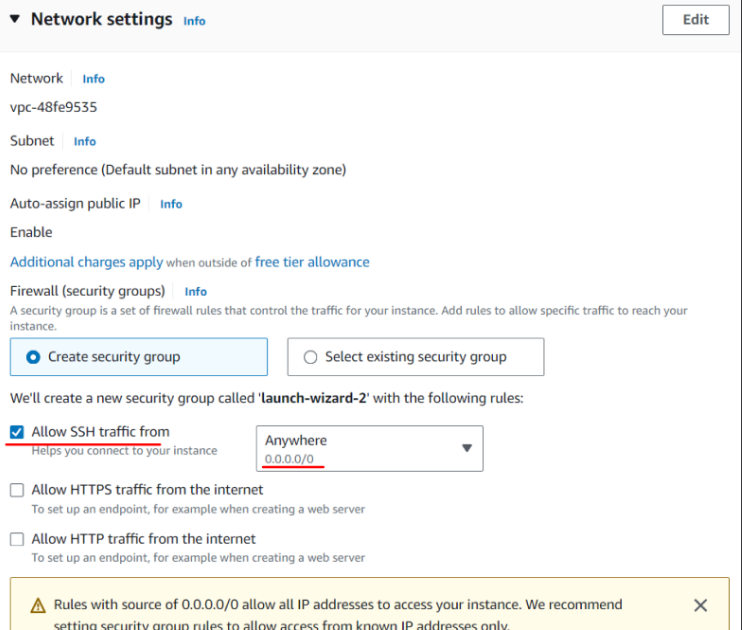 ▼ Network settings Info
Edit
Network Info
vpc-48fe9535
Subnet Info
No preference (Default subnet in any availability zone)
Auto-assign public IP Info
Enable
Additional charges apply when outside of free tier allowance
Firewall (security groups) Info
A security group is a set of firewall rules that control the traffic for your instance. Add rules to allow specific traffic to reach your
instance.
Create security group
Select existing security group
We'll create a new security group called 'launch-wizard-2' with the following rules:
Allow SSH traffic from
Helps you connect to your instance
Anywhere
0.0.0.0/0
Allow HTTPS traffic from the internet
To set up an endpoint, for example when creating a web server
Allow HTTP traffic from the internet
To set up an endpoint, for example when creating a web server
Rules with source of 0.0.0.0/0 allow all IP addresses to access your instance. We recommend
setting security group rules to allow access from known IP addresses only.